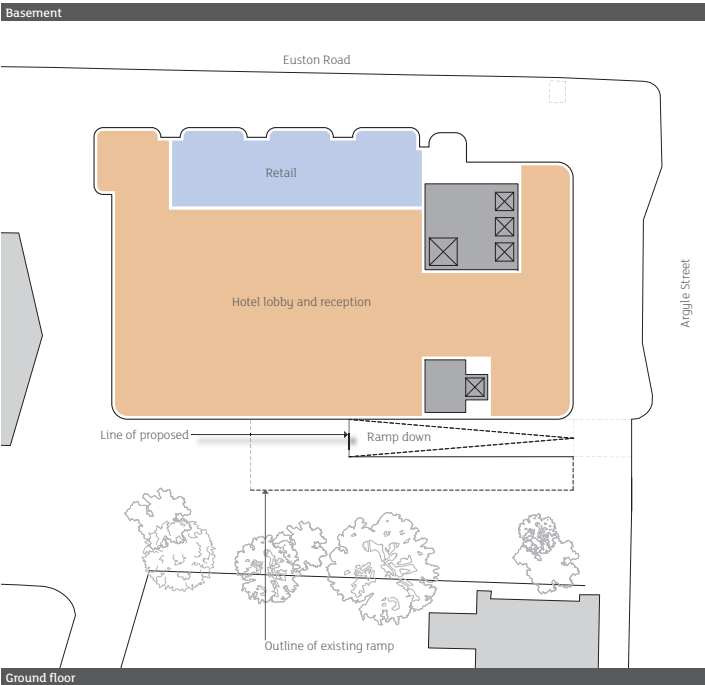 Basement
Euston Road
Retail
Hotel lobby and reception
Argyle Street
Line of proposed
Ramp down
Outline of existing ramp
Ground floor